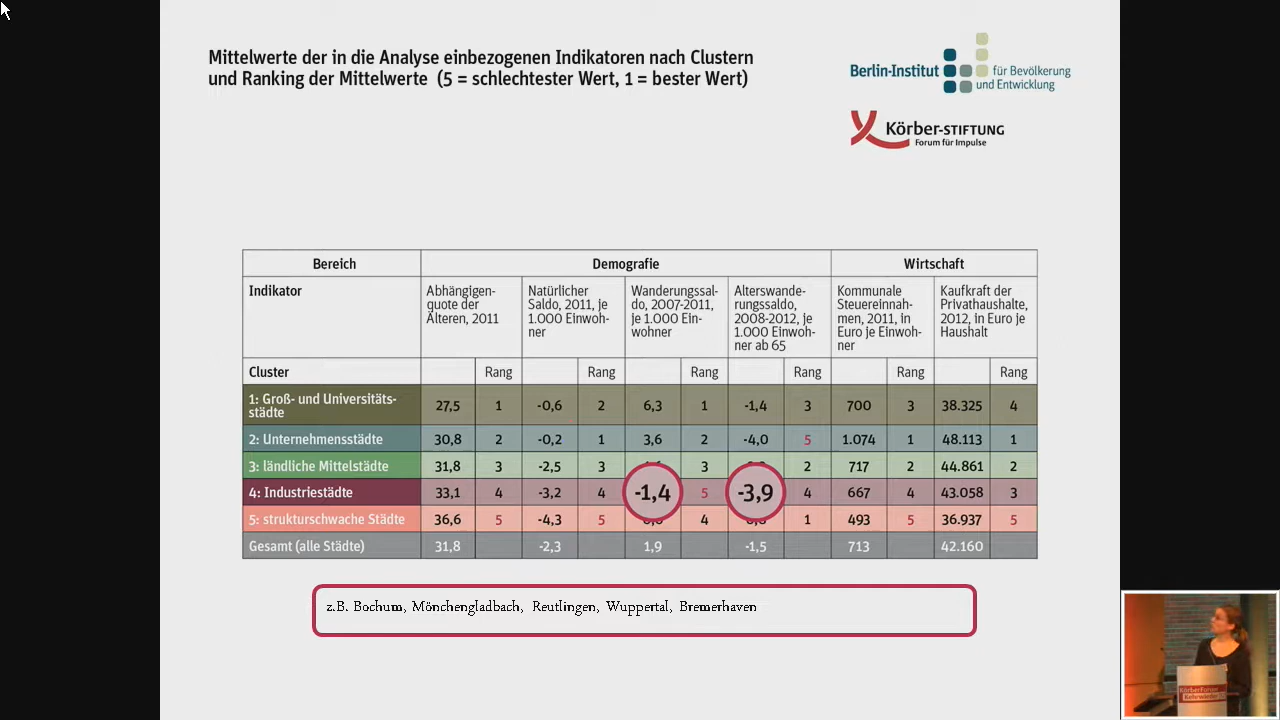 Mittelwerte der in die Analyse einbezogenen Indikatoren nach Clustern
und Ranking der Mittelwerte (5 = schlechtester Wert, 1 = bester Wert)
Berlin-Institut für Bevölkerung
und Entwicklung
Körber-STIFTUNG
Forum für Impulse
Bereich Demografie Wirtschaft
Indikator
Abhängigen-
quote der
Älteren, 2011
Natürlicher
Saldo, 2011, je
1.000 Einwoh-
ner
Wanderungssal-
do, 2007-2011,
je 1.000 Ein-
wohner
Alterswande-
rungssaldo,
2008-2012, je
1.000 Einwoh-
ner ab 65
Kommunale
Steuereinnah-
men, 2011, in
Euro je Einwoh-
ner
Kaufkraft der
Privathaushalte,
2012, in Euro je
Haushalt
Cluster Rang Rang Rang Rang Rang Rang
1: Groß- und Universitäts-
städte 27,5 1 -0,6 2 6,3 1 -1,4 3 700 3 38.325 4
2: Unternehmensstädte 30,8 2 -0,2 1 3,6 2 -4,0 5 1.074 1 48.113 1
3: ländliche Mittelstädte 31,8 3 -2,5 3 3 2 717 2 44.861 2
4: Industriestädte 33,1 4 -3,2 4 -1,4 5 -3,9 4 667 4 43.058 3
5: strukturschwache Städte 36,6 5 -4,3 5 4 1 493 5 36.937 5
Gesamt (alle Städte) 31,8 -2,3 1,9 -1,5 713 42.160
z.B. Bochum, Mönchengladbach, Reutlingen, Wuppertal, Bremerhaven
KörberForum